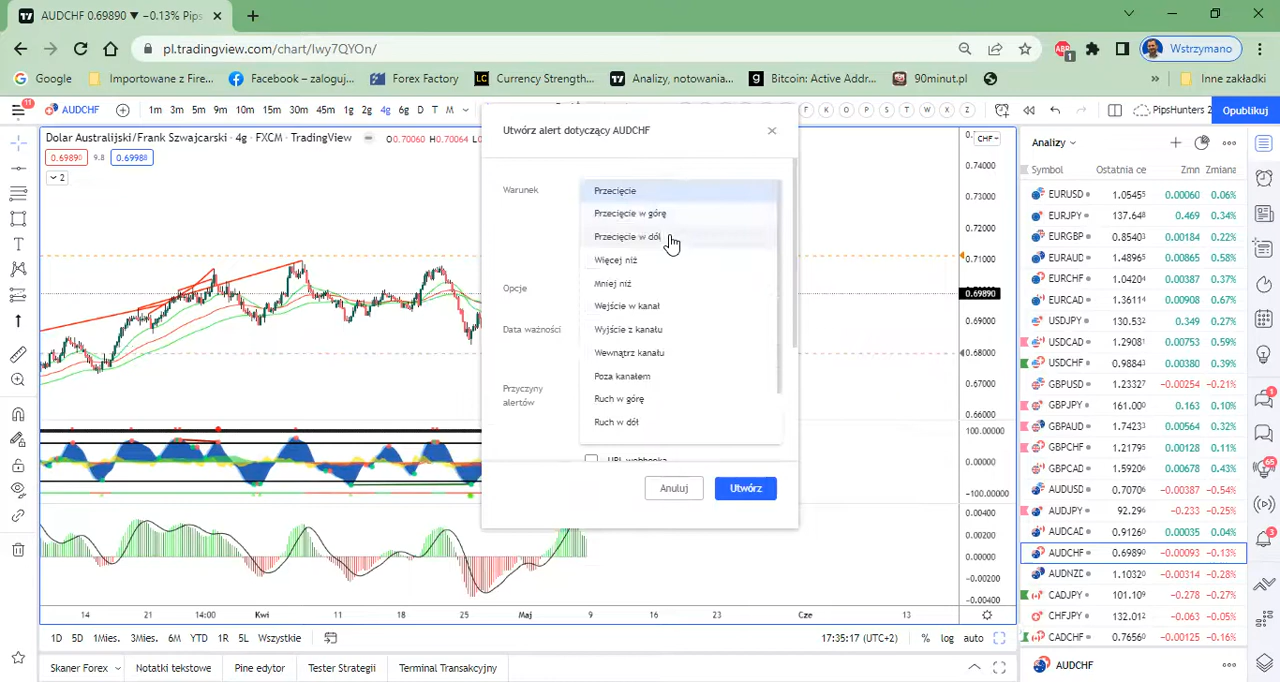 AUDCHF 0.69890 ▼ −0.13% Pips
pl.tradingview.com/chart/Iwy7QYOn/
ABP
1
Wstrzymano
Google
Importowane z Fire...
Facebook – zaloguj...
Forex Factory
Currency Strength...
Analizy, notowania...
Bitcoin: Active Addr...
90minut.pl
»
Inne zakładki
11
AUDCHF
1m 3m 5m 9m 10m 15m 30m 45m 1g 2g 4g 6g D T M
F K O P S T W X Z
PipsHunters 2
Opublikuj
Dolar Australijski/Frank Szwajcarski · 4g · FXCM · TradingView
O0.70060 H0.70064 L0
0.69890 9.8 0.69988
2
CHF
0.74000
0.73000
0.72000
0.71000
0.69890
0.69000
0.68000
0.67000
0.66000
100.00000
0.00000
−100.00000
0.00400
0.00200
0.00000
−0.00200
−0.00400
14 21 14:00 Kwi 11 18 25 Maj 9 16 23 Cze 13
Utwórz alert dotyczący AUDCHF
Warunek
Przecięcie
Przecięcie w górę
Przecięcie w dół
Więcej niż
Mniej niż
Wejście w kanał
Wyjście z kanału
Wewnątrz kanału
Poza kanałem
Ruch w górę
Ruch w dół
Opcje
Data ważności
Przyczyny
alertów
URL webhooka
Anuluj
Utwórz
Analizy
Symbol Ostatnia ce Zmn Zmiana
EURUSD 1.05455 0.00060 0.06%
EURJPY 137.648 0.469 0.34%
EURGBP 0.85403 0.00184 0.22%
EURAUD 1.48965 0.00865 0.58%
EURCHF 1.04204 0.00387 0.37%
EURCAD 1.36114 0.00908 0.67%
USDJPY 130.532 0.349 0.27%
USDCAD 1.29081 0.00753 0.59%
USDCHF 0.98843 0.00380 0.39%
GBPUSD 1.23327 −0.00254 −0.21%
GBPJPY 161.000 0.163 0.10%
GBPAUD 1.74233 0.00564 0.32%
GBPCHF 1.21795 0.00128 0.11%
GBPCAD 1.59206 0.00678 0.43%
AUDUSD 0.70706 −0.00387 −0.54%
AUDJPY 92.294 −0.233 −0.25%
AUDCAD 0.91260 0.00035 0.04%
AUDCHF 0.69890 −0.00093 −0.13%
AUDNZD 1.10320 −0.00314 −0.28%
CADJPY 101.109 −0.278 −0.27%
CHFJPY 132.012 −0.063 −0.05%
CADCHF 0.76560 −0.00125 −0.16%
1
65
3
1D 5D 1Mies. 3Mies. 6M YTD 1R 5L Wszystkie
17:35:17 (UTC+2)
% log auto
Skaner Forex
Notatki tekstowe
Pine edytor
Tester Strategii
Terminal Transakcyjny
AUDCHF